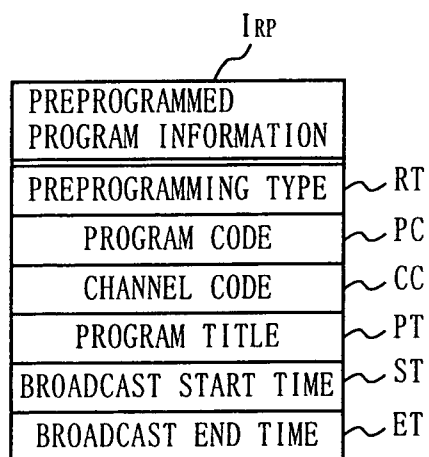 IRP
PREPROGRAMMED
PROGRAM INFORMATION
PREPROGRAMMING TYPE RT
PROGRAM CODE PC
CHANNEL CODE CC
PROGRAM TITLE PT
BROADCAST START TIME ST
BROADCAST END TIME ET